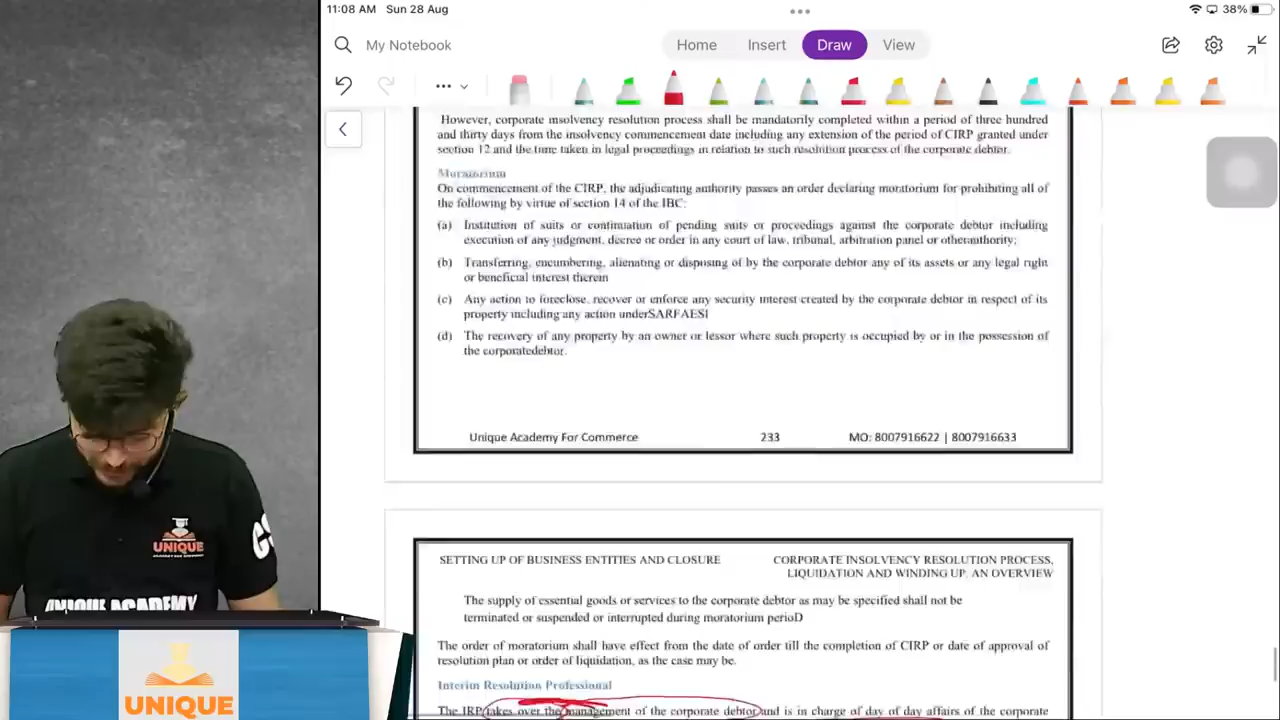 11:08 AM Sun 28 Aug
38%
My Notebook
Home Insert Draw View
However, corporate insolvency resolution process shall be mandatorily completed within a period of three hundred
and thirty days from the insolvency commencement date including any extension of the period of CIRP granted under
section 12 and the time taken in legal proceedings in relation to such resolution process of the corporate debtor.
Moratorium
On commencement of the CIRP, the adjudicating authority passes an order declaring moratorium for prohibiting all of
the following by virtue of section 14 of the IBC:
(a) Institution of suits or continuation of pending suits or proceedings against the corporate debtor including
execution of any judgment, decree or order in any court of law, tribunal, arbitration panel or otherauthority;
(b) Transferring, encumbering, alienating or disposing of by the corporate debtor any of its assets or any legal right
or beneficial interest therein
(c) Any action to foreclose, recover or enforce any security interest created by the corporate debtor in respect of its
property including any action underSARFAESI
(d) The recovery of any property by an owner or lessor where such property is occupied by or in the possession of
the corporatedebtor.
Unique Academy For Commerce 233 MO: 8007916622 | 8007916633
SETTING UP OF BUSINESS ENTITIES AND CLOSURE CORPORATE INSOLVENCY RESOLUTION PROCESS,
LIQUIDATION AND WINDING UP: AN OVERVIEW
The supply of essential goods or services to the corporate debtor as may be specified shall not be
terminated or suspended or interrupted during moratorium perioD
The order of moratorium shall have effect from the date of order till the completion of CIRP or date of approval of
resolution plan or order of liquidation, as the case may be.
Interim Resolution Professional
The IRP takes over the management of the corporate debtor and is in charge of day of day affairs of the corporate
UNIQUE
CS
UNIQUE ACADEMY
UNIQUE